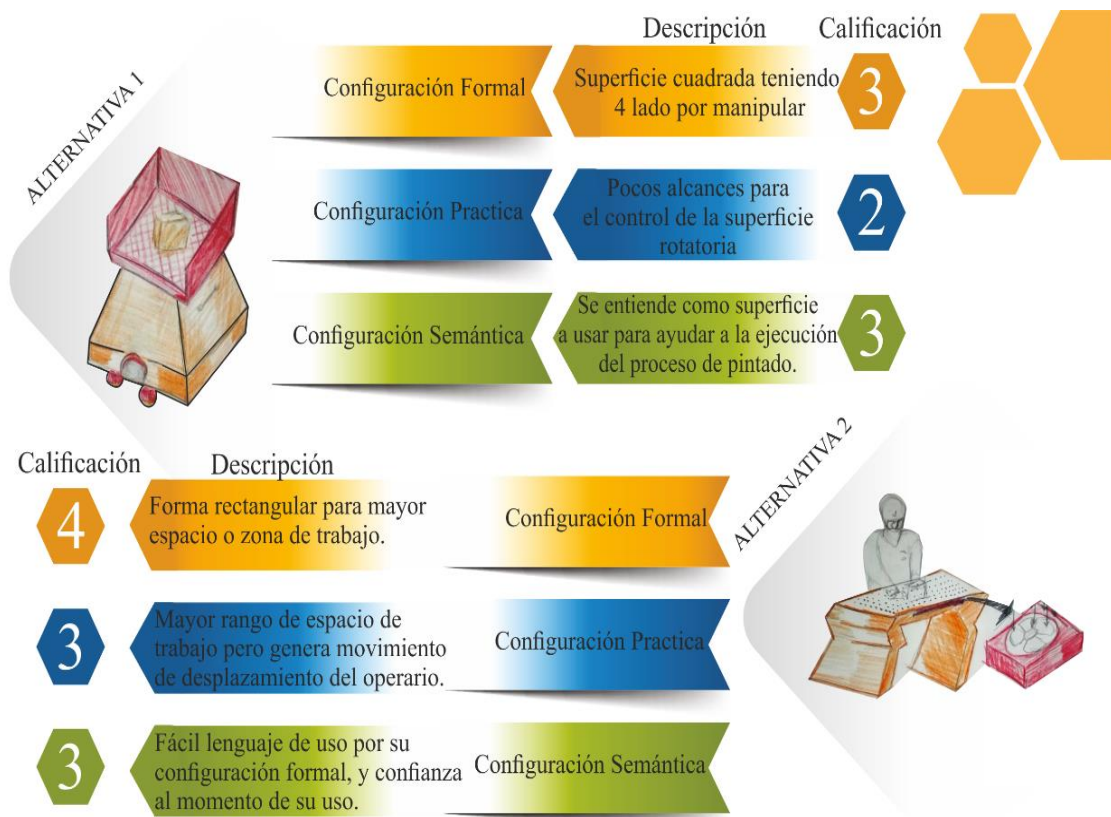 ALTERNATIVA 1
Descripción
Calificación
Configuración Formal
Superficie cuadrada teniendo
4 lado por manipular
3
Configuración Practica
Pocos alcances para
el control de la superficie
rotatoria
2
Configuración Semántica
Se entiende como superficie
a usar para ayudar a la ejecución
del proceso de pintado.
3
ALTERNATIVA 2
Calificación
Descripción
4
Forma rectangular para mayor
espacio o zona de trabajo.
Configuración Formal
3
Mayor rango de espacio de
trabajo pero genera movimiento
de desplazamiento del operario.
Configuración Practica
3
Fácil lenguaje de uso por su
configuración formal, y confianza
al momento de su uso.
Configuración Semántica